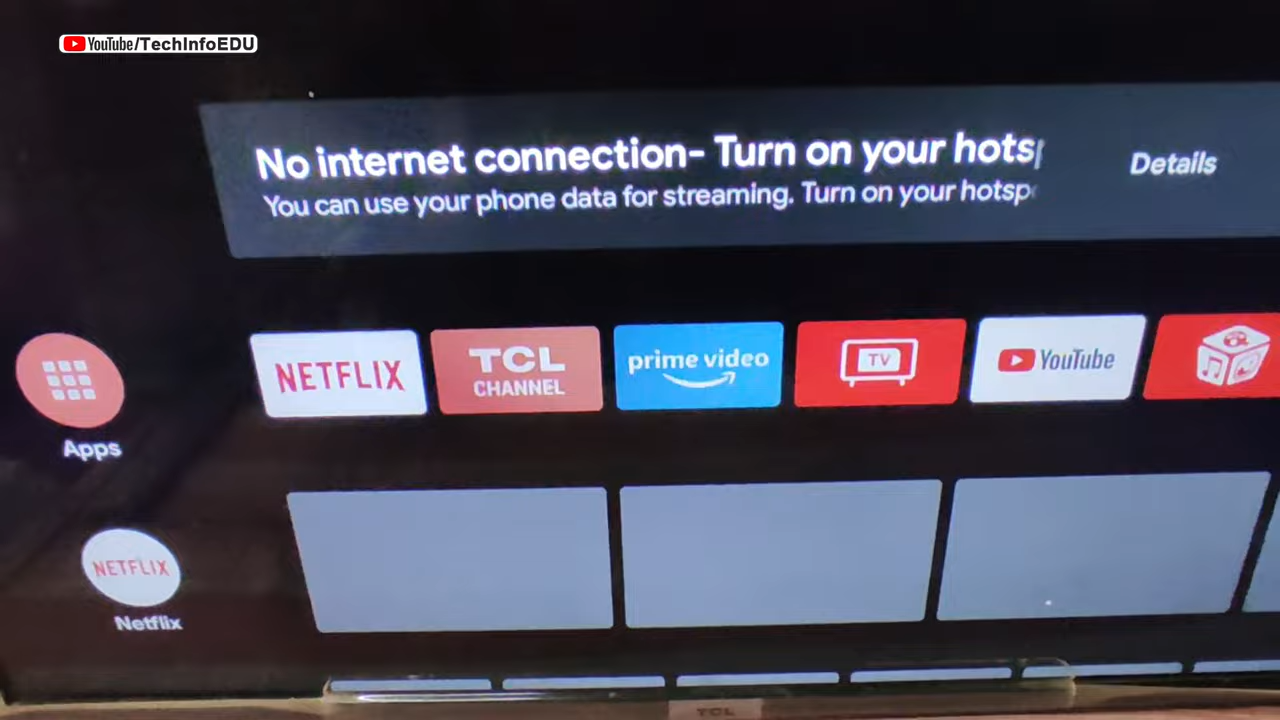 YouTube/TechInfoEDU
No internet connection- Turn on your hots
You can use your phone data for streaming. Turn on your hotsp
Details
Apps
NETFLIX
TCL
CHANNEL
prime video
TV
YouTube
NETFLIX
Netflix
TCL